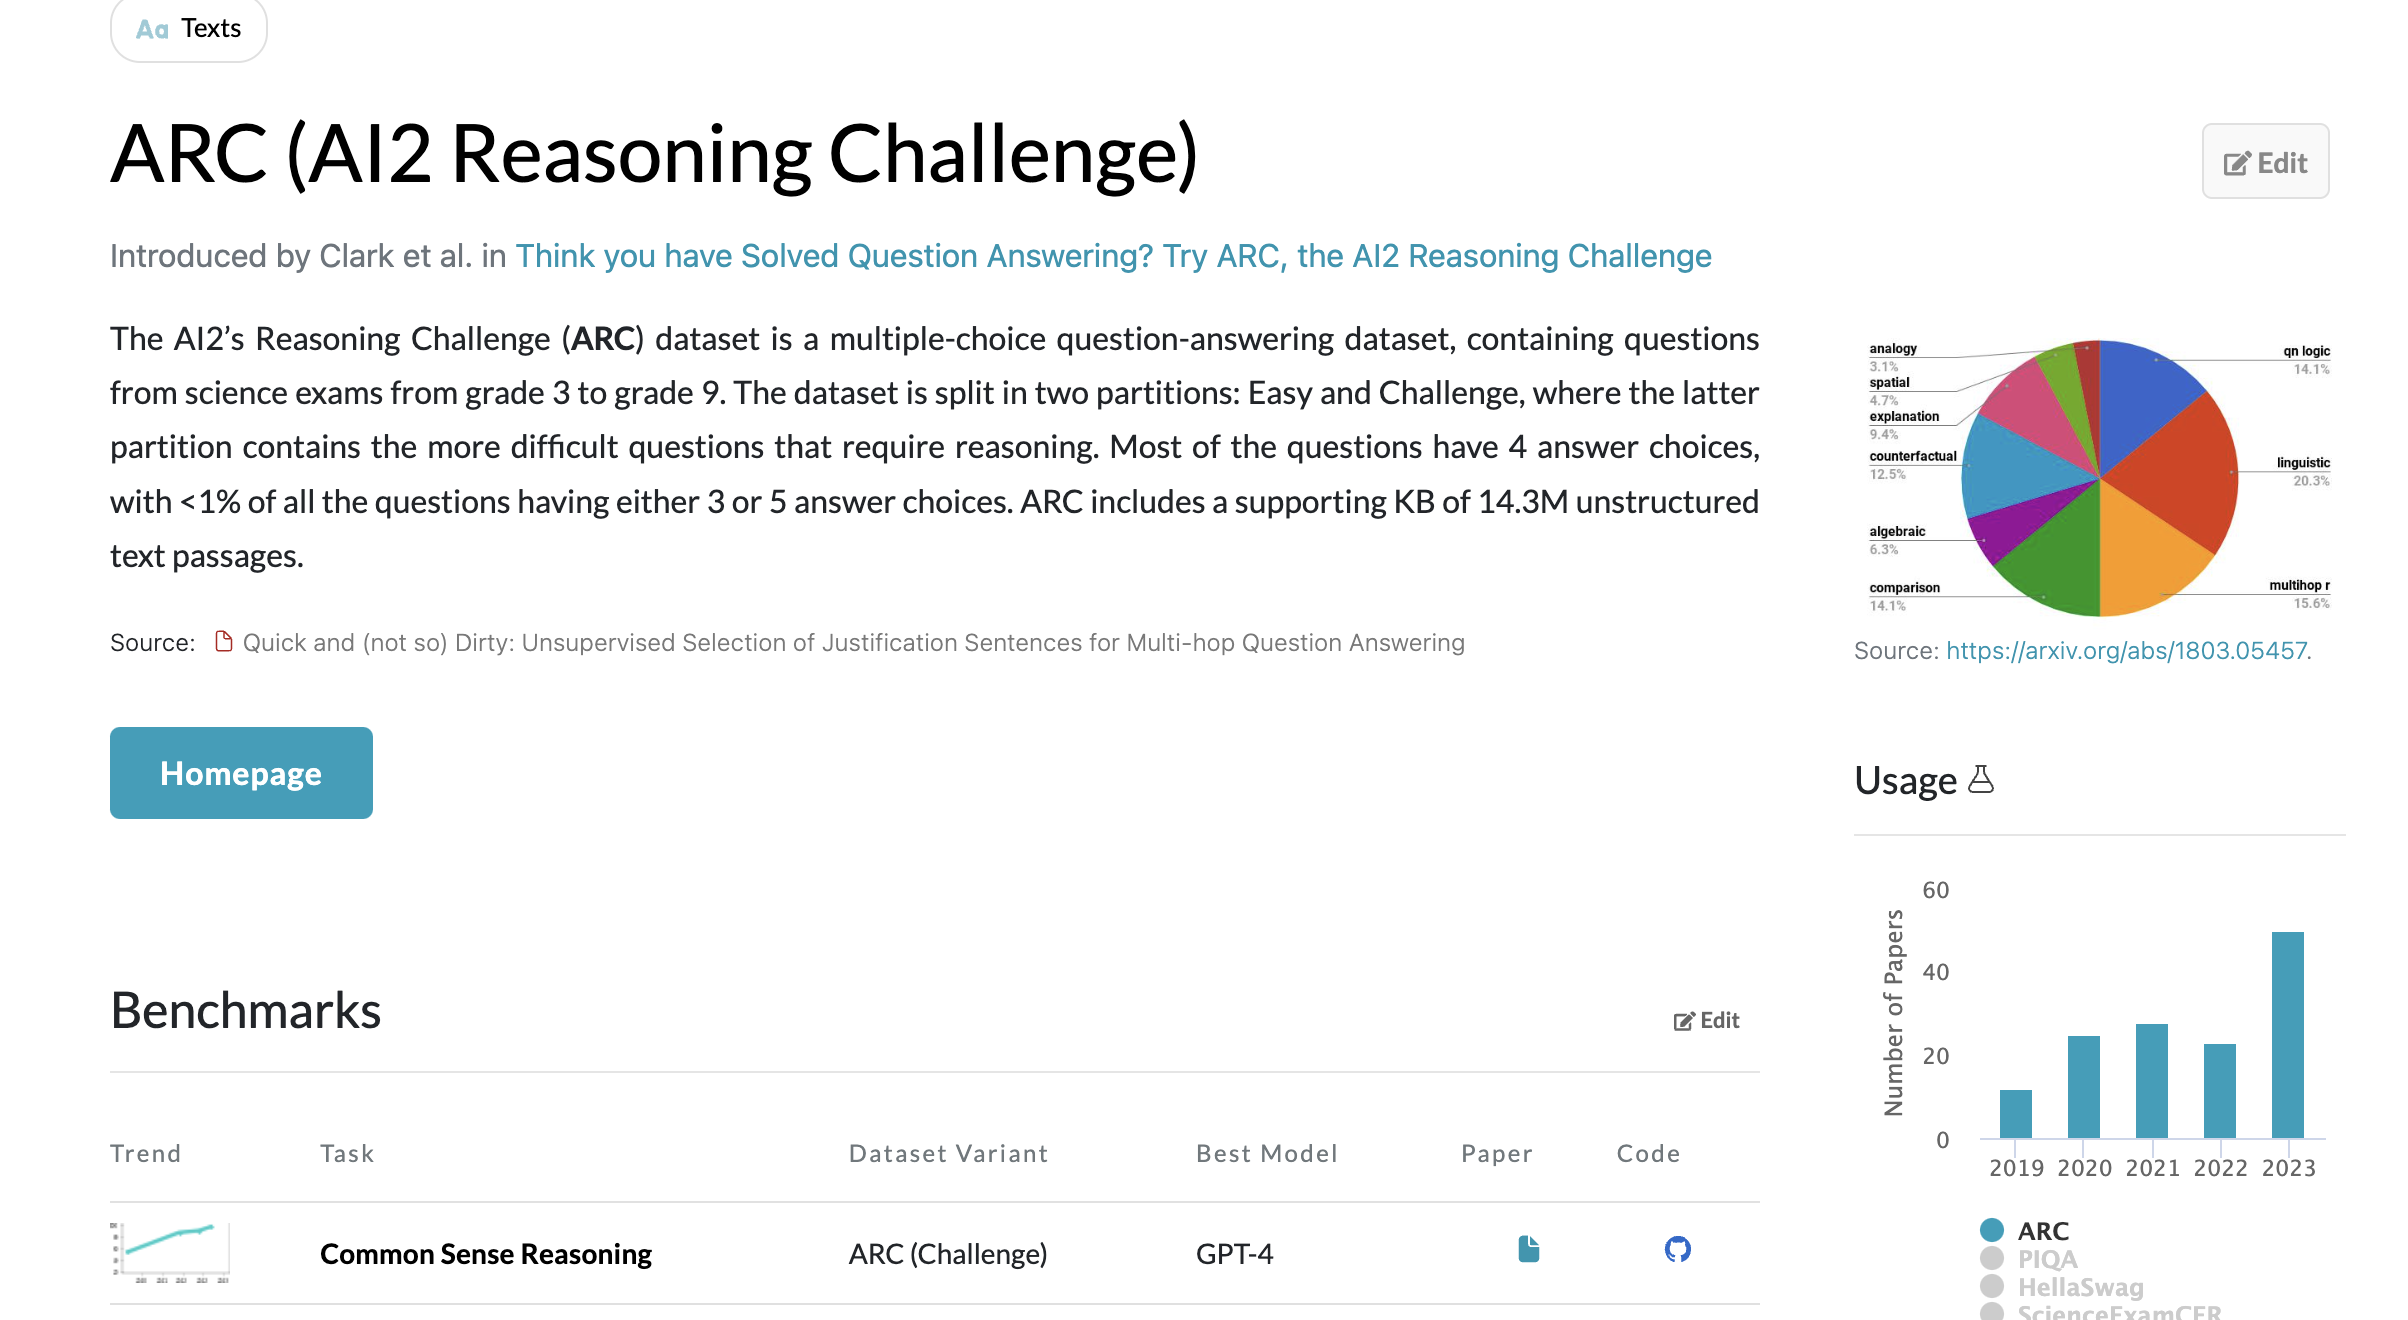 Aa Texts
ARC (AI2 Reasoning Challenge)
Edit
Introduced by Clark et al. in Think you have Solved Question Answering? Try ARC, the AI2 Reasoning Challenge
The AI2’s Reasoning Challenge (ARC) dataset is a multiple-choice question-answering dataset, containing questions
from science exams from grade 3 to grade 9. The dataset is split in two partitions: Easy and Challenge, where the latter
partition contains the more difficult questions that require reasoning. Most of the questions have 4 answer choices,
with <1% of all the questions having either 3 or 5 answer choices. ARC includes a supporting KB of 14.3M unstructured
text passages.
Source: Quick and (not so) Dirty: Unsupervised Selection of Justification Sentences for Multi-hop Question Answering
Homepage
analogy
3.1%
spatial
4.7%
explanation
9.4%
counterfactual
12.5%
algebraic
6.3%
comparison
14.1%
qn logic
14.1%
linguistic
20.3%
multihop r
15.6%
Source: https://arxiv.org/abs/1803.05457.
Usage
Number of Papers
60
40
20
0
2019 2020 2021 2022 2023
ARC
PIQA
HellaSwag
ScienceExamCER
Benchmarks
Edit
Trend Task Dataset Variant Best Model Paper Code
Common Sense Reasoning ARC (Challenge) GPT-4